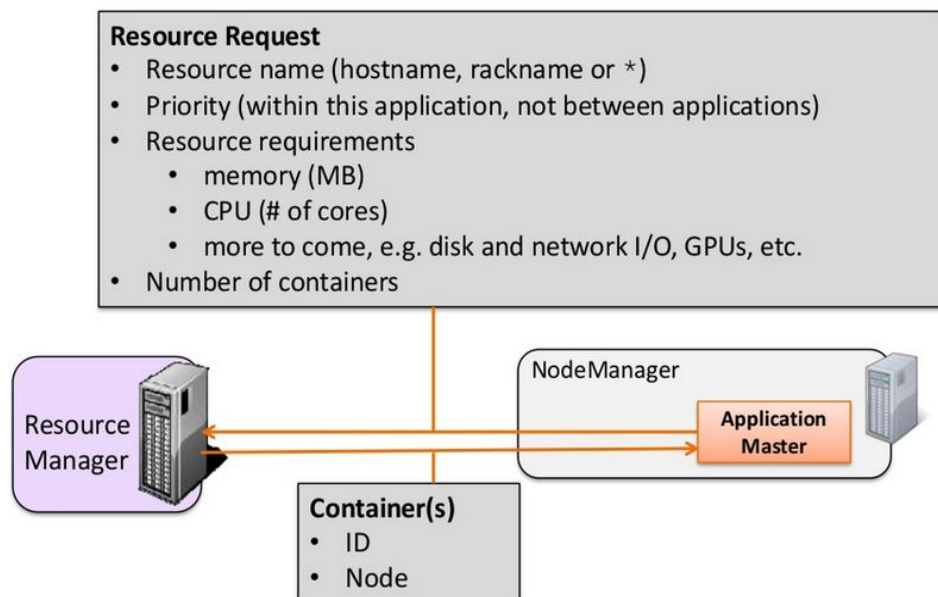 Resource Request
• Resource name (hostname, rackname or *)
• Priority (within this application, not between applications)
• Resource requirements
• memory (MB)
• CPU (# of cores)
• more to come, e.g. disk and network I/O, GPUs, etc.
• Number of containers
NodeManager
Resource
Manager
Application
Master
Container(s)
• ID
• Node